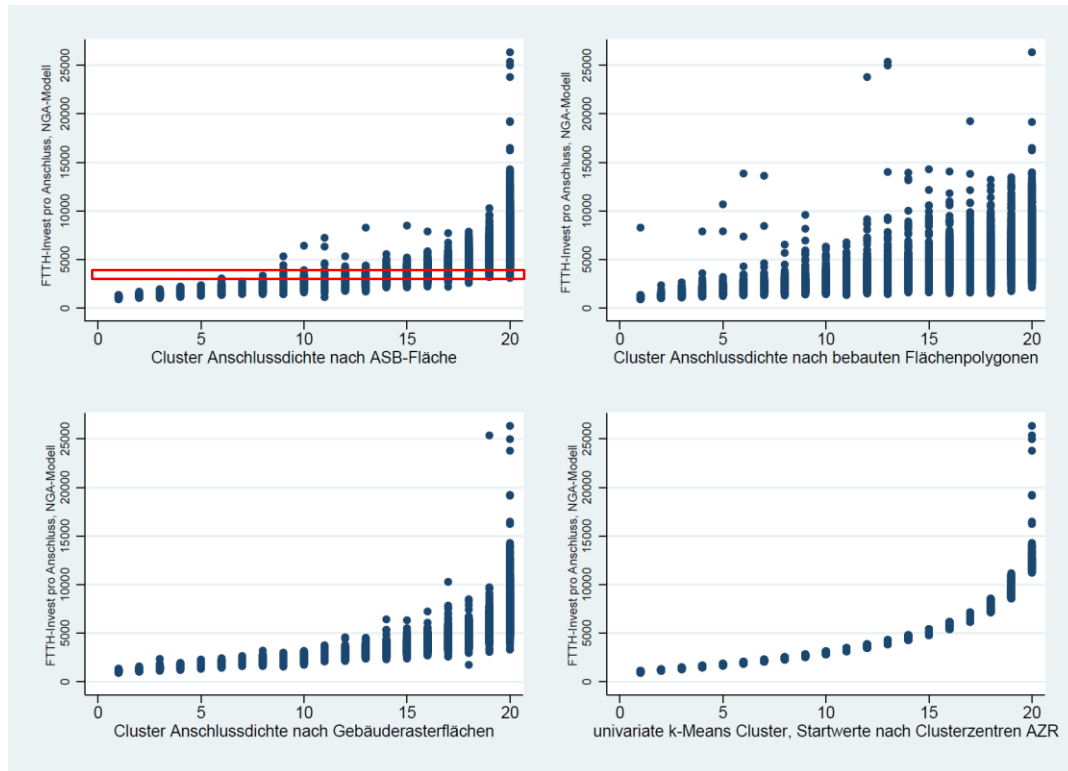 FTTH-Invest pro Anschluss, NGA-Modell
25000
20000
15000
10000
5000
0
0 5 10 15 20
Cluster Anschlussdichte nach ASB-Fläche
FTTH-Invest pro Anschluss, NGA-Modell
25000
20000
15000
10000
5000
0
0 5 10 15 20
Cluster Anschlussdichte nach bebauten Flächenpolygonen
FTTH-Invest pro Anschluss, NGA-Modell
25000
20000
15000
10000
5000
0
0 5 10 15 20
Cluster Anschlussdichte nach Gebäuderasterflächen
FTTH-Invest pro Anschluss, NGA-Modell
25000
20000
15000
10000
5000
0
0 5 10 15 20
univariate k-Means Cluster, Startwerte nach Clusterzentren AZR